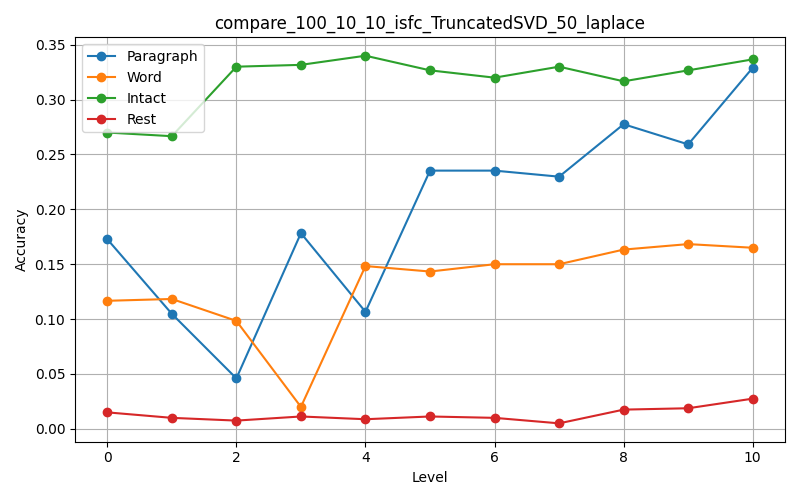 compare_100_10_10_isfc_TruncatedSVD_50_laplace
Paragraph
Word
Intact
Rest
Accuracy
0.35
0.30
0.25
0.20
0.15
0.10
0.05
0.00
0 2 4 6 8 10
Level